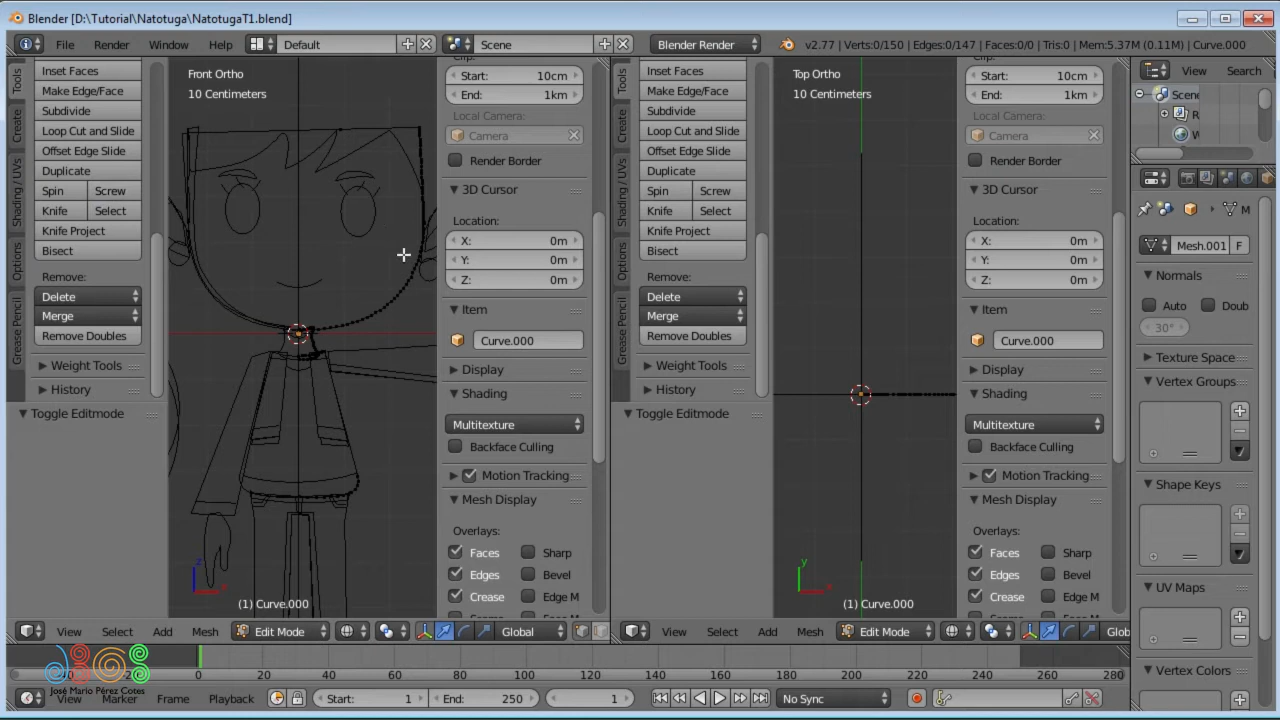 Blender [D:\Tutorial\Natotuga\NatotugaT1.blend]
File Render Window Help Default Scene Blender Render v2.77 | Verts:0/150 | Edges:0/147 | Faces:0/0 | Tris:0 | Mem:5.37M (0.11M) | Curve.000
Tools
Create
Shading / UVs
Options
Grease Pencil
Inset Faces
Make Edge/Face
Subdivide
Loop Cut and Slide
Offset Edge Slide
Duplicate
Spin Screw
Knife Select
Knife Project
Bisect
Remove:
Delete
Merge
Remove Doubles
Weight Tools
History
Toggle Editmode
Front Ortho
10 Centimeters
z
x
(1) Curve.000
Clip:
Start: 10cm
End: 1km
Local Camera:
Camera
Render Border
3D Cursor
Location:
X: 0m
Y: 0m
Z: 0m
Item
Curve.000
Display
Shading
Multitexture
Backface Culling
Motion Tracking
Mesh Display
Overlays:
Faces Sharp
Edges Bevel
Crease Edge M
View Select Add Mesh Edit Mode Global
Tools
Create
Shading / UVs
Options
Grease Pencil
Inset Faces
Make Edge/Face
Subdivide
Loop Cut and Slide
Offset Edge Slide
Duplicate
Spin Screw
Knife Select
Knife Project
Bisect
Remove:
Delete
Merge
Remove Doubles
Weight Tools
History
Toggle Editmode
Top Ortho
10 Centimeters
y
x
(1) Curve.000
Clip:
Start: 10cm
End: 1km
Local Camera:
Camera
Render Border
3D Cursor
Location:
X: 0m
Y: 0m
Z: 0m
Item
Curve.000
Display
Shading
Multitexture
Backface Culling
Motion Tracking
Mesh Display
Overlays:
Faces Sharp
Edges Bevel
Crease Edge M
View Select Add Mesh Edit Mode Glob
View Search
Scene
R
W
M
Mesh.001 F
Normals
Auto Doub
30°
Texture Space
Vertex Groups
Shape Keys
UV Maps
Vertex Colors
0 20 40 60 80 100 120 140 160 180 200 220 240 260 280
José Mario Pérez Cotes
View Marker Frame Playback Start: 1 End: 250 1 No Sync